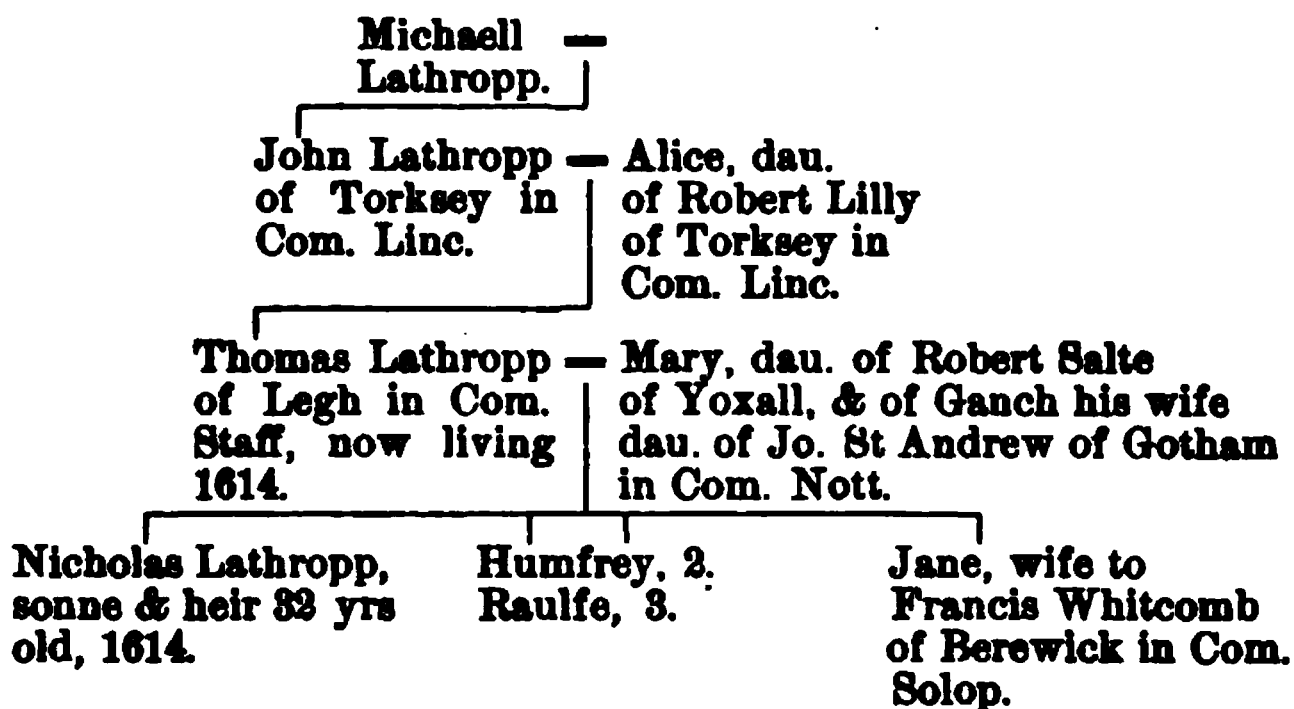 Michaell —
Lathropp.
John Lathropp —
of Torksey in
Com. Linc.
Alice, dau.
of Robert Lilly
of Torksey in
Com. Linc.
Thomas Lathropp —
of Legh in Com.
Staff, now living
1614.
Mary, dau. of Robert Salte
of Yoxall, & of Ganch his wife
dau. of Jo. St Andrew of Gotham
in Com. Nott.
Nicholas Lathropp,
sonne & heir 32 yrs
old, 1614.
Humfrey, 2.
Raulfe, 3.
Jane, wife to
Francis Whitcomb
of Berewick in Com.
Solop.